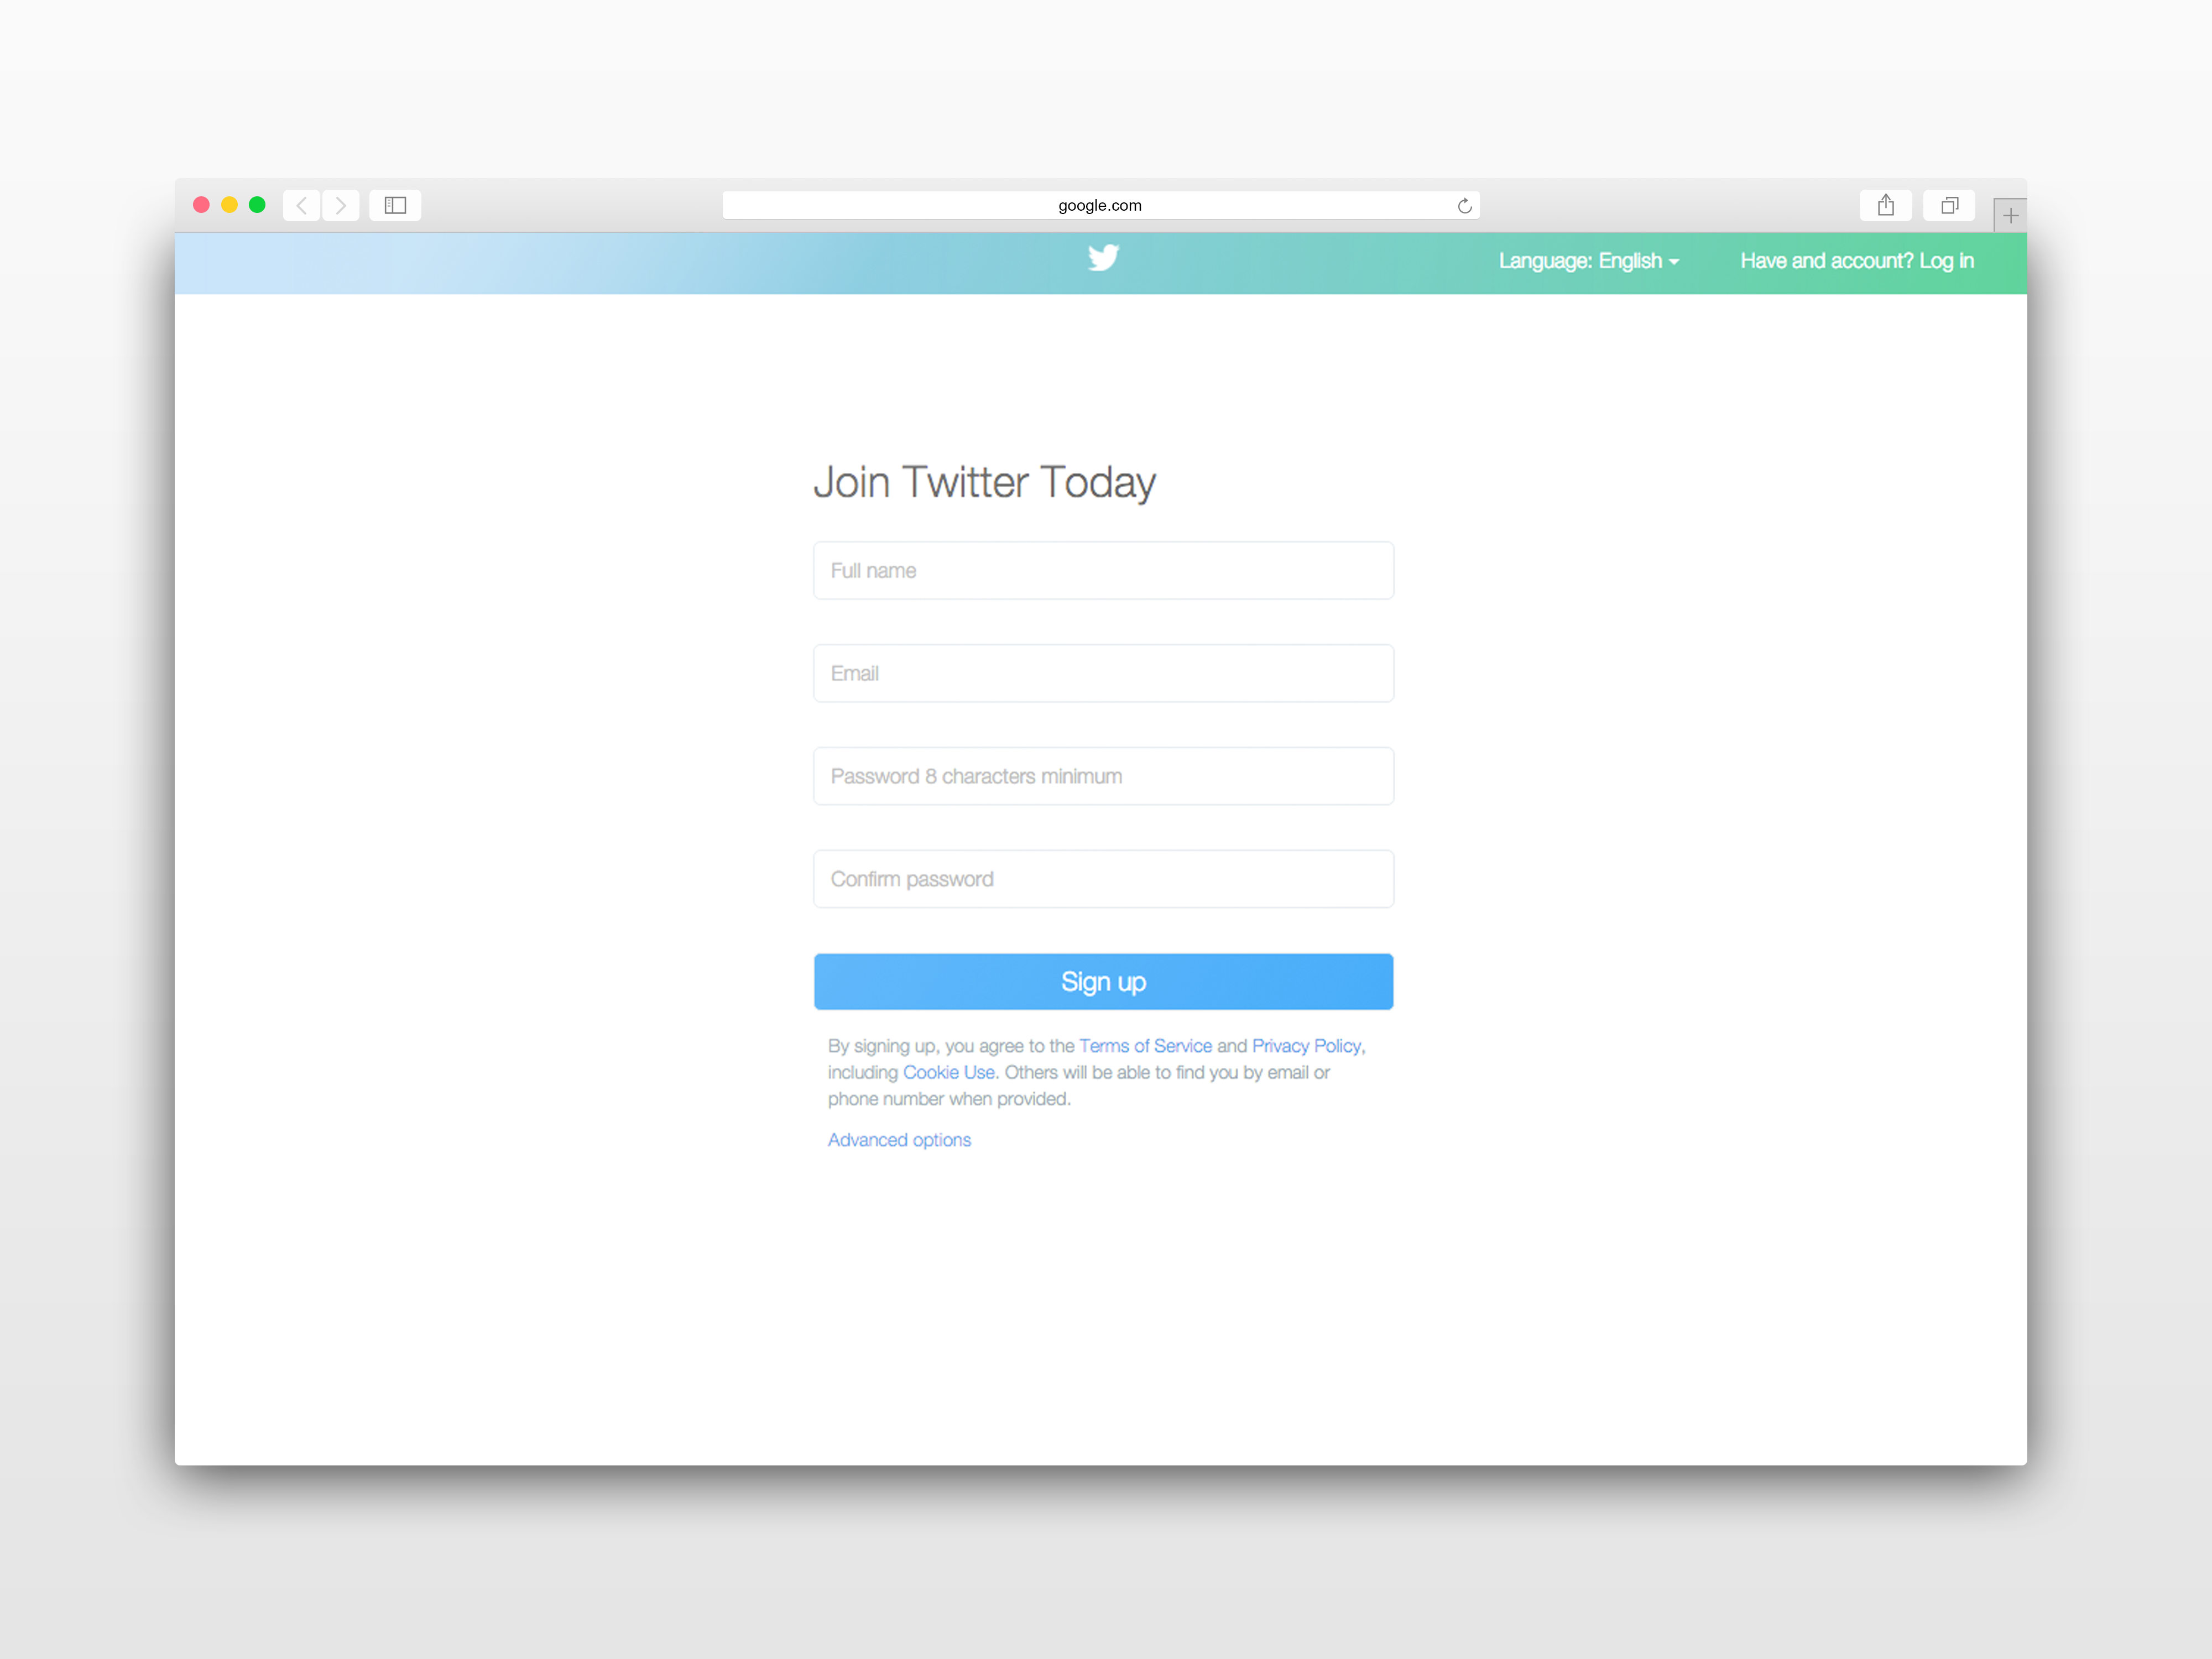 google.com
Language: English
Have and account? Log in
Join Twitter Today
Full name
Email
Password 8 characters minimum
Confirm password
Sign up
By signing up, you agree to the Terms of Service and Privacy Policy,
including Cookie Use. Others will be able to find you by email or
phone number when provided.
Advanced options